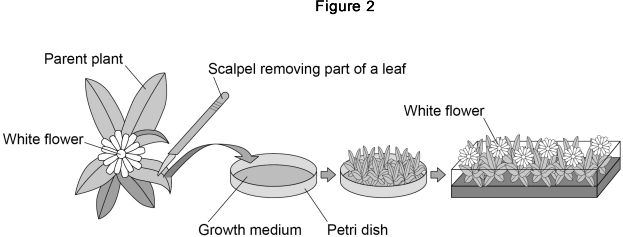 Figure 2
Parent plant
Scalpel removing part of a leaf
White flower
White flower
Growth medium
Petri dish